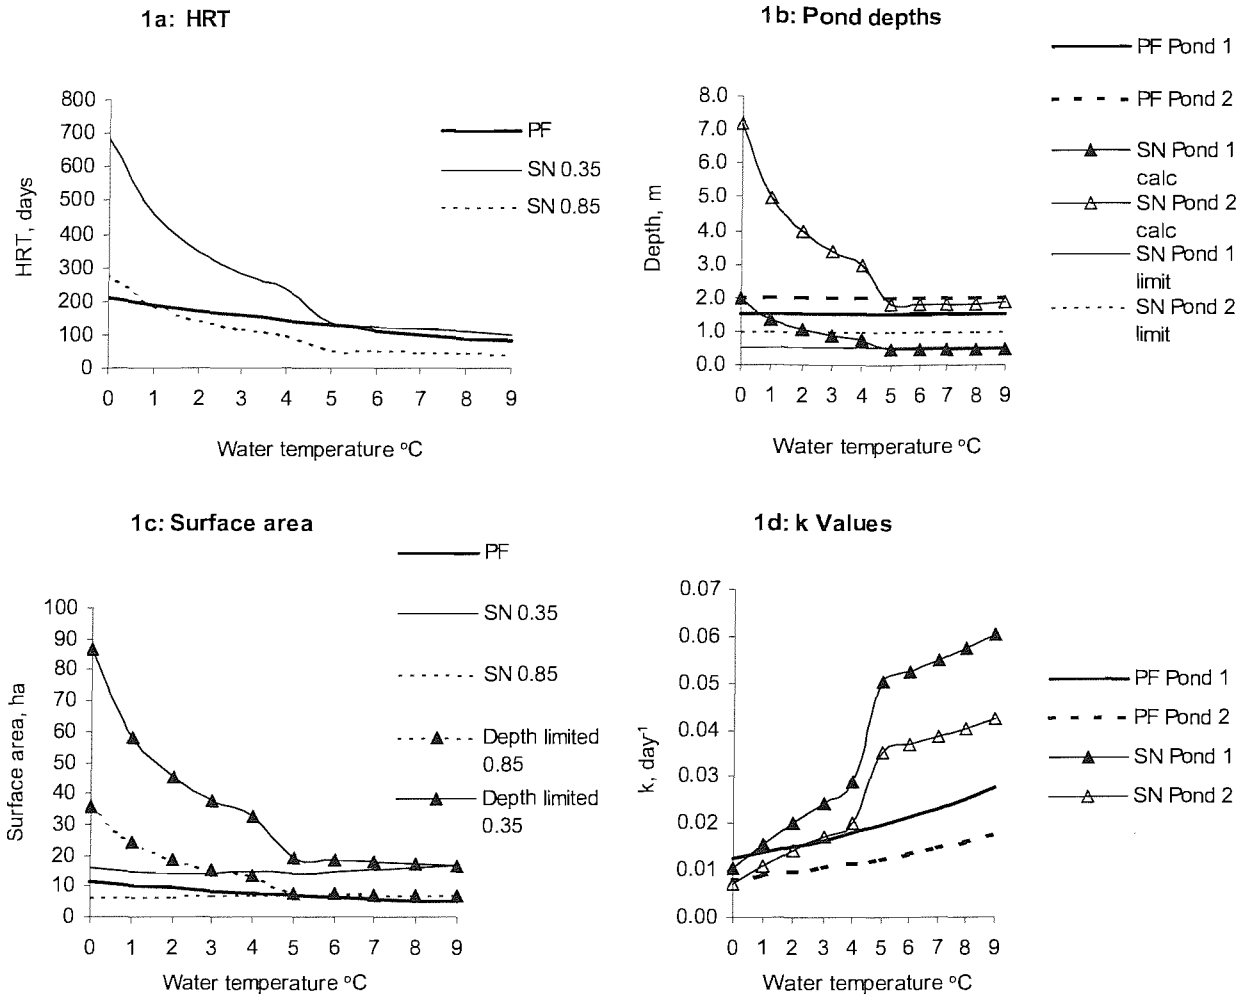 1a: HRT
800
700
600
500
400
300
200
100
0
HRT, days
0 1 2 3 4 5 6 7 8 9
Water temperature °C
PF
SN 0.35
SN 0.85
1b: Pond depths
8.0
7.0
6.0
5.0
4.0
3.0
2.0
1.0
0.0
Depth, m
0 1 2 3 4 5 6 7 8 9
Water temperature °C
PF Pond 1
PF Pond 2
SN Pond 1
calc
SN Pond 2
calc
SN Pond 1
limit
SN Pond 2
limit
1c: Surface area
100
90
80
70
60
50
40
30
20
10
0
Surface area, ha
0 1 2 3 4 5 6 7 8 9
Water temperature °C
PF
SN 0.35
SN 0.85
Depth limited
0.85
Depth limited
0.35
1d: k Values
0.07
0.06
0.05
0.04
0.03
0.02
0.01
0.00
k, day⁻¹
0 1 2 3 4 5 6 7 8 9
Water temperature °C
PF Pond 1
PF Pond 2
SN Pond 1
SN Pond 2